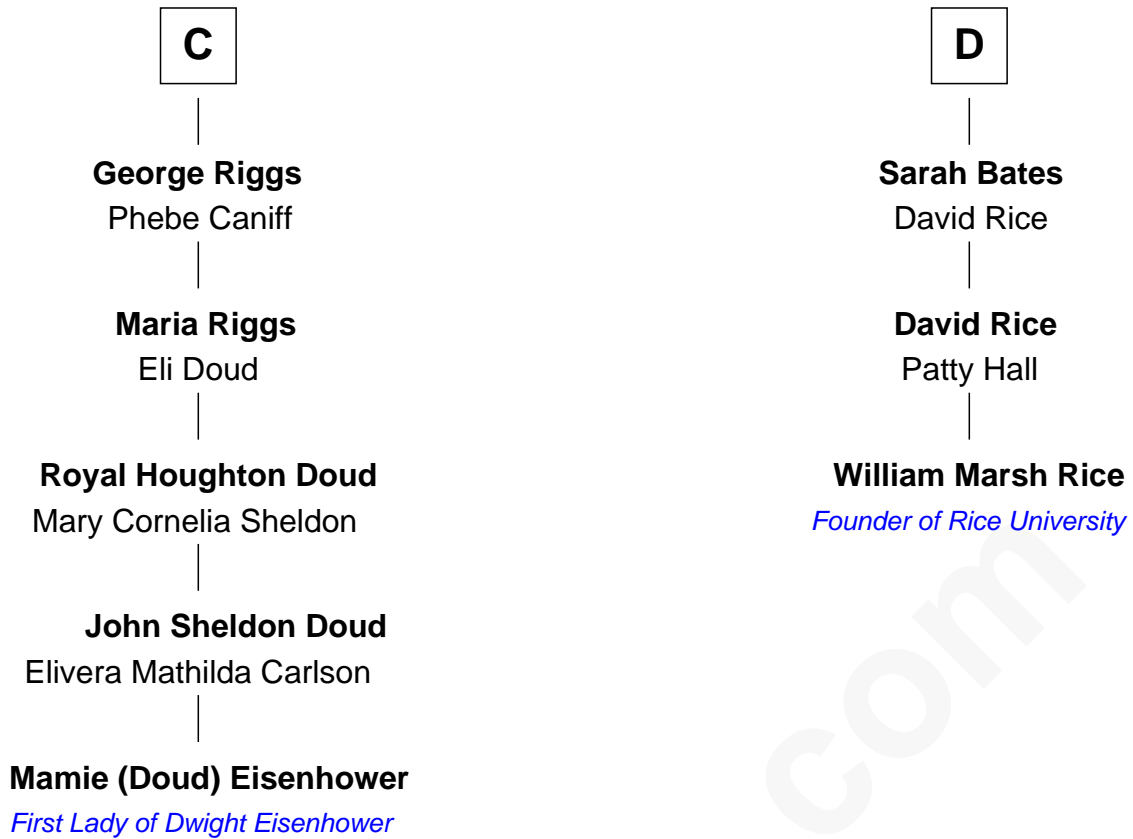 C
George Riggs
Phebe Caniff
Maria Riggs
Eli Doud
Royal Houghton Doud
Mary Cornelia Sheldon
John Sheldon Doud
Elivera Mathilda Carlson
Mamie (Doud) Eisenhower
First Lady of Dwight Eisenhower
D
Sarah Bates
David Rice
David Rice
Patty Hall
William Marsh Rice
Founder of Rice University
com